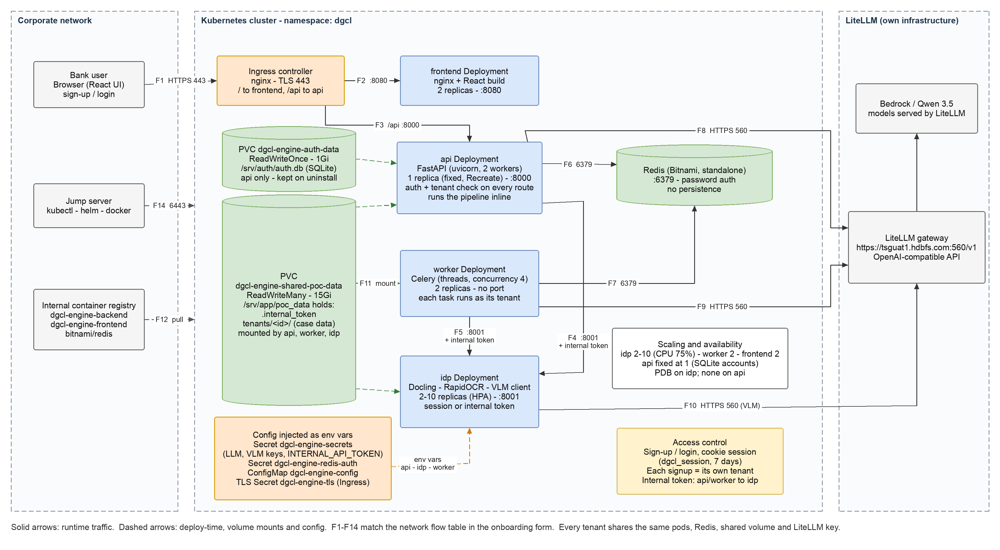 Corporate network
Bank user
Browser (React UI)
sign-up / login
Jump server
kubectl - helm - docker
Internal container registry
dgcl-engine-backend
dgcl-engine-frontend
bitnami/redis
F1  HTTPS 443
F14  6443
F12  pull
Kubernetes cluster - namespace: dgcl
Ingress controller
nginx - TLS 443
/ to frontend, /api to api
F2  :8080
frontend Deployment
nginx + React build
2 replicas - :8080
F3  /api :8000
PVC dgcl-engine-auth-data
ReadWriteOnce - 1Gi
/srv/auth/auth.db (SQLite)
api only - kept on uninstall
api Deployment
FastAPI (uvicorn, 2 workers)
1 replica (fixed, Recreate) - :8000
auth + tenant check on every route
runs the pipeline inline
F8  HTTPS 560
F6  6379
Redis (Bitnami, standalone)
:6379 - password auth
no persistence
PVC
dgcl-engine-shared-poc-data
ReadWriteMany - 15Gi
/srv/app/poc_data holds:
.internal_token
tenants/<id>/ (case data)
mounted by api, worker, idp
F11  mount
worker Deployment
Celery (threads, concurrency 4)
2 replicas - no port
each task runs as its tenant
F7  6379
F9  HTTPS 560
F5  :8001
+ internal token
F4  :8001
+ internal token
Scaling and availability
idp 2-10 (CPU 75%) - worker 2 - frontend 2
api fixed at 1 (SQLite accounts)
PDB on idp; none on api
idp Deployment
Docling - RapidOCR - VLM client
2-10 replicas (HPA) - :8001
session or internal token
F10  HTTPS 560 (VLM)
Config injected as env vars
Secret dgcl-engine-secrets
(LLM, VLM keys, INTERNAL_API_TOKEN)
Secret dgcl-engine-redis-auth
ConfigMap dgcl-engine-config
TLS Secret dgcl-engine-tls (Ingress)
env vars
api - idp - worker
Access control
Sign-up / login, cookie session
(dgcl_session, 7 days)
Each signup = its own tenant
Internal token: api/worker to idp
LiteLLM (own infrastructure)
Bedrock / Qwen 3.5
models served by LiteLLM
LiteLLM gateway
https://tsguat1.hdbfs.com:560/v1
OpenAI-compatible API
Solid arrows: runtime traffic.  Dashed arrows: deploy-time, volume mounts and config.  F1-F14 match the network flow table in the onboarding form.  Every tenant shares the same pods, Redis, shared volume and LiteLLM key.